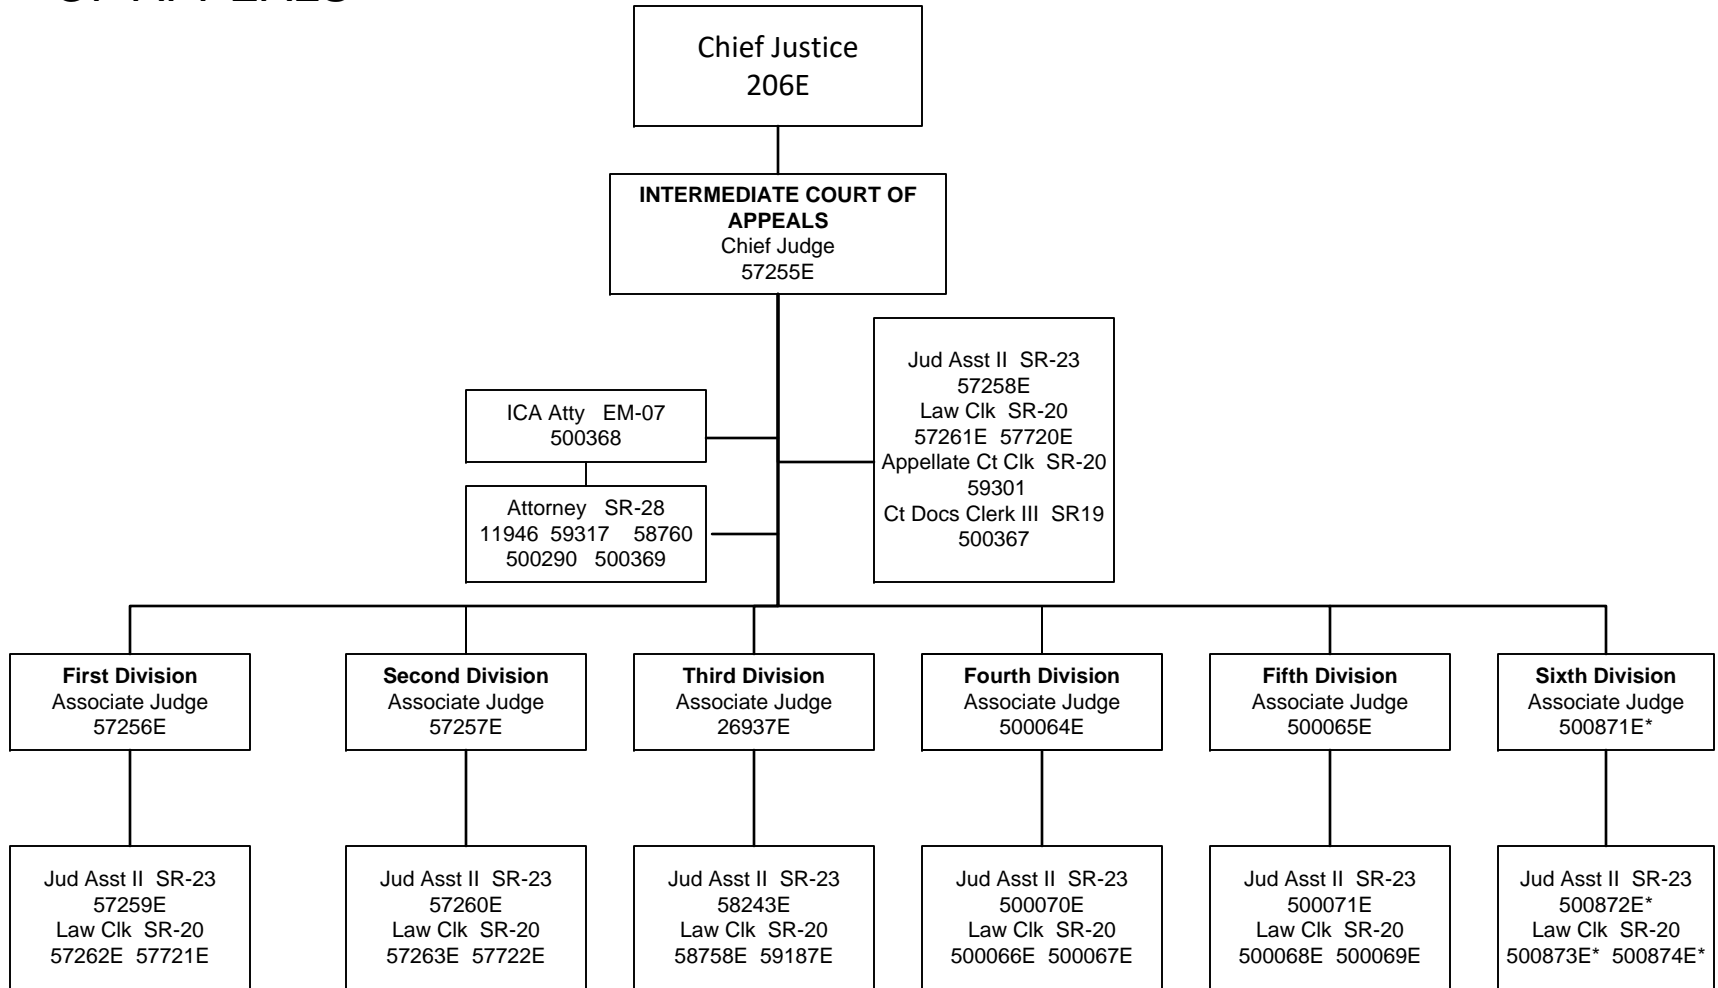 Chief Justice
206E
INTERMEDIATE COURT OF
APPEALS
Chief Judge
57255E
Jud Asst II SR-23
57258E
Law Clk SR-20
57261E 57720E
Appellate Ct Clk SR-20
59301
Ct Docs Clerk III SR19
500367
ICA Atty EM-07
500368
Attorney SR-28
11946 59317 58760
500290 500369
First Division
Associate Judge
57256E
Second Division
Associate Judge
57257E
Third Division
Associate Judge
26937E
Fourth Division
Associate Judge
500064E
Fifth Division
Associate Judge
500065E
Sixth Division
Associate Judge
500871E*
Jud Asst II SR-23
57259E
Law Clk SR-20
57262E 57721E
Jud Asst II SR-23
57260E
Law Clk SR-20
57263E 57722E
Jud Asst II SR-23
58243E
Law Clk SR-20
58758E 59187E
Jud Asst II SR-23
500070E
Law Clk SR-20
500066E 500067E
Jud Asst II SR-23
500071E
Law Clk SR-20
500068E 500069E
Jud Asst II SR-23
500872E*
Law Clk SR-20
500873E* 500874E*